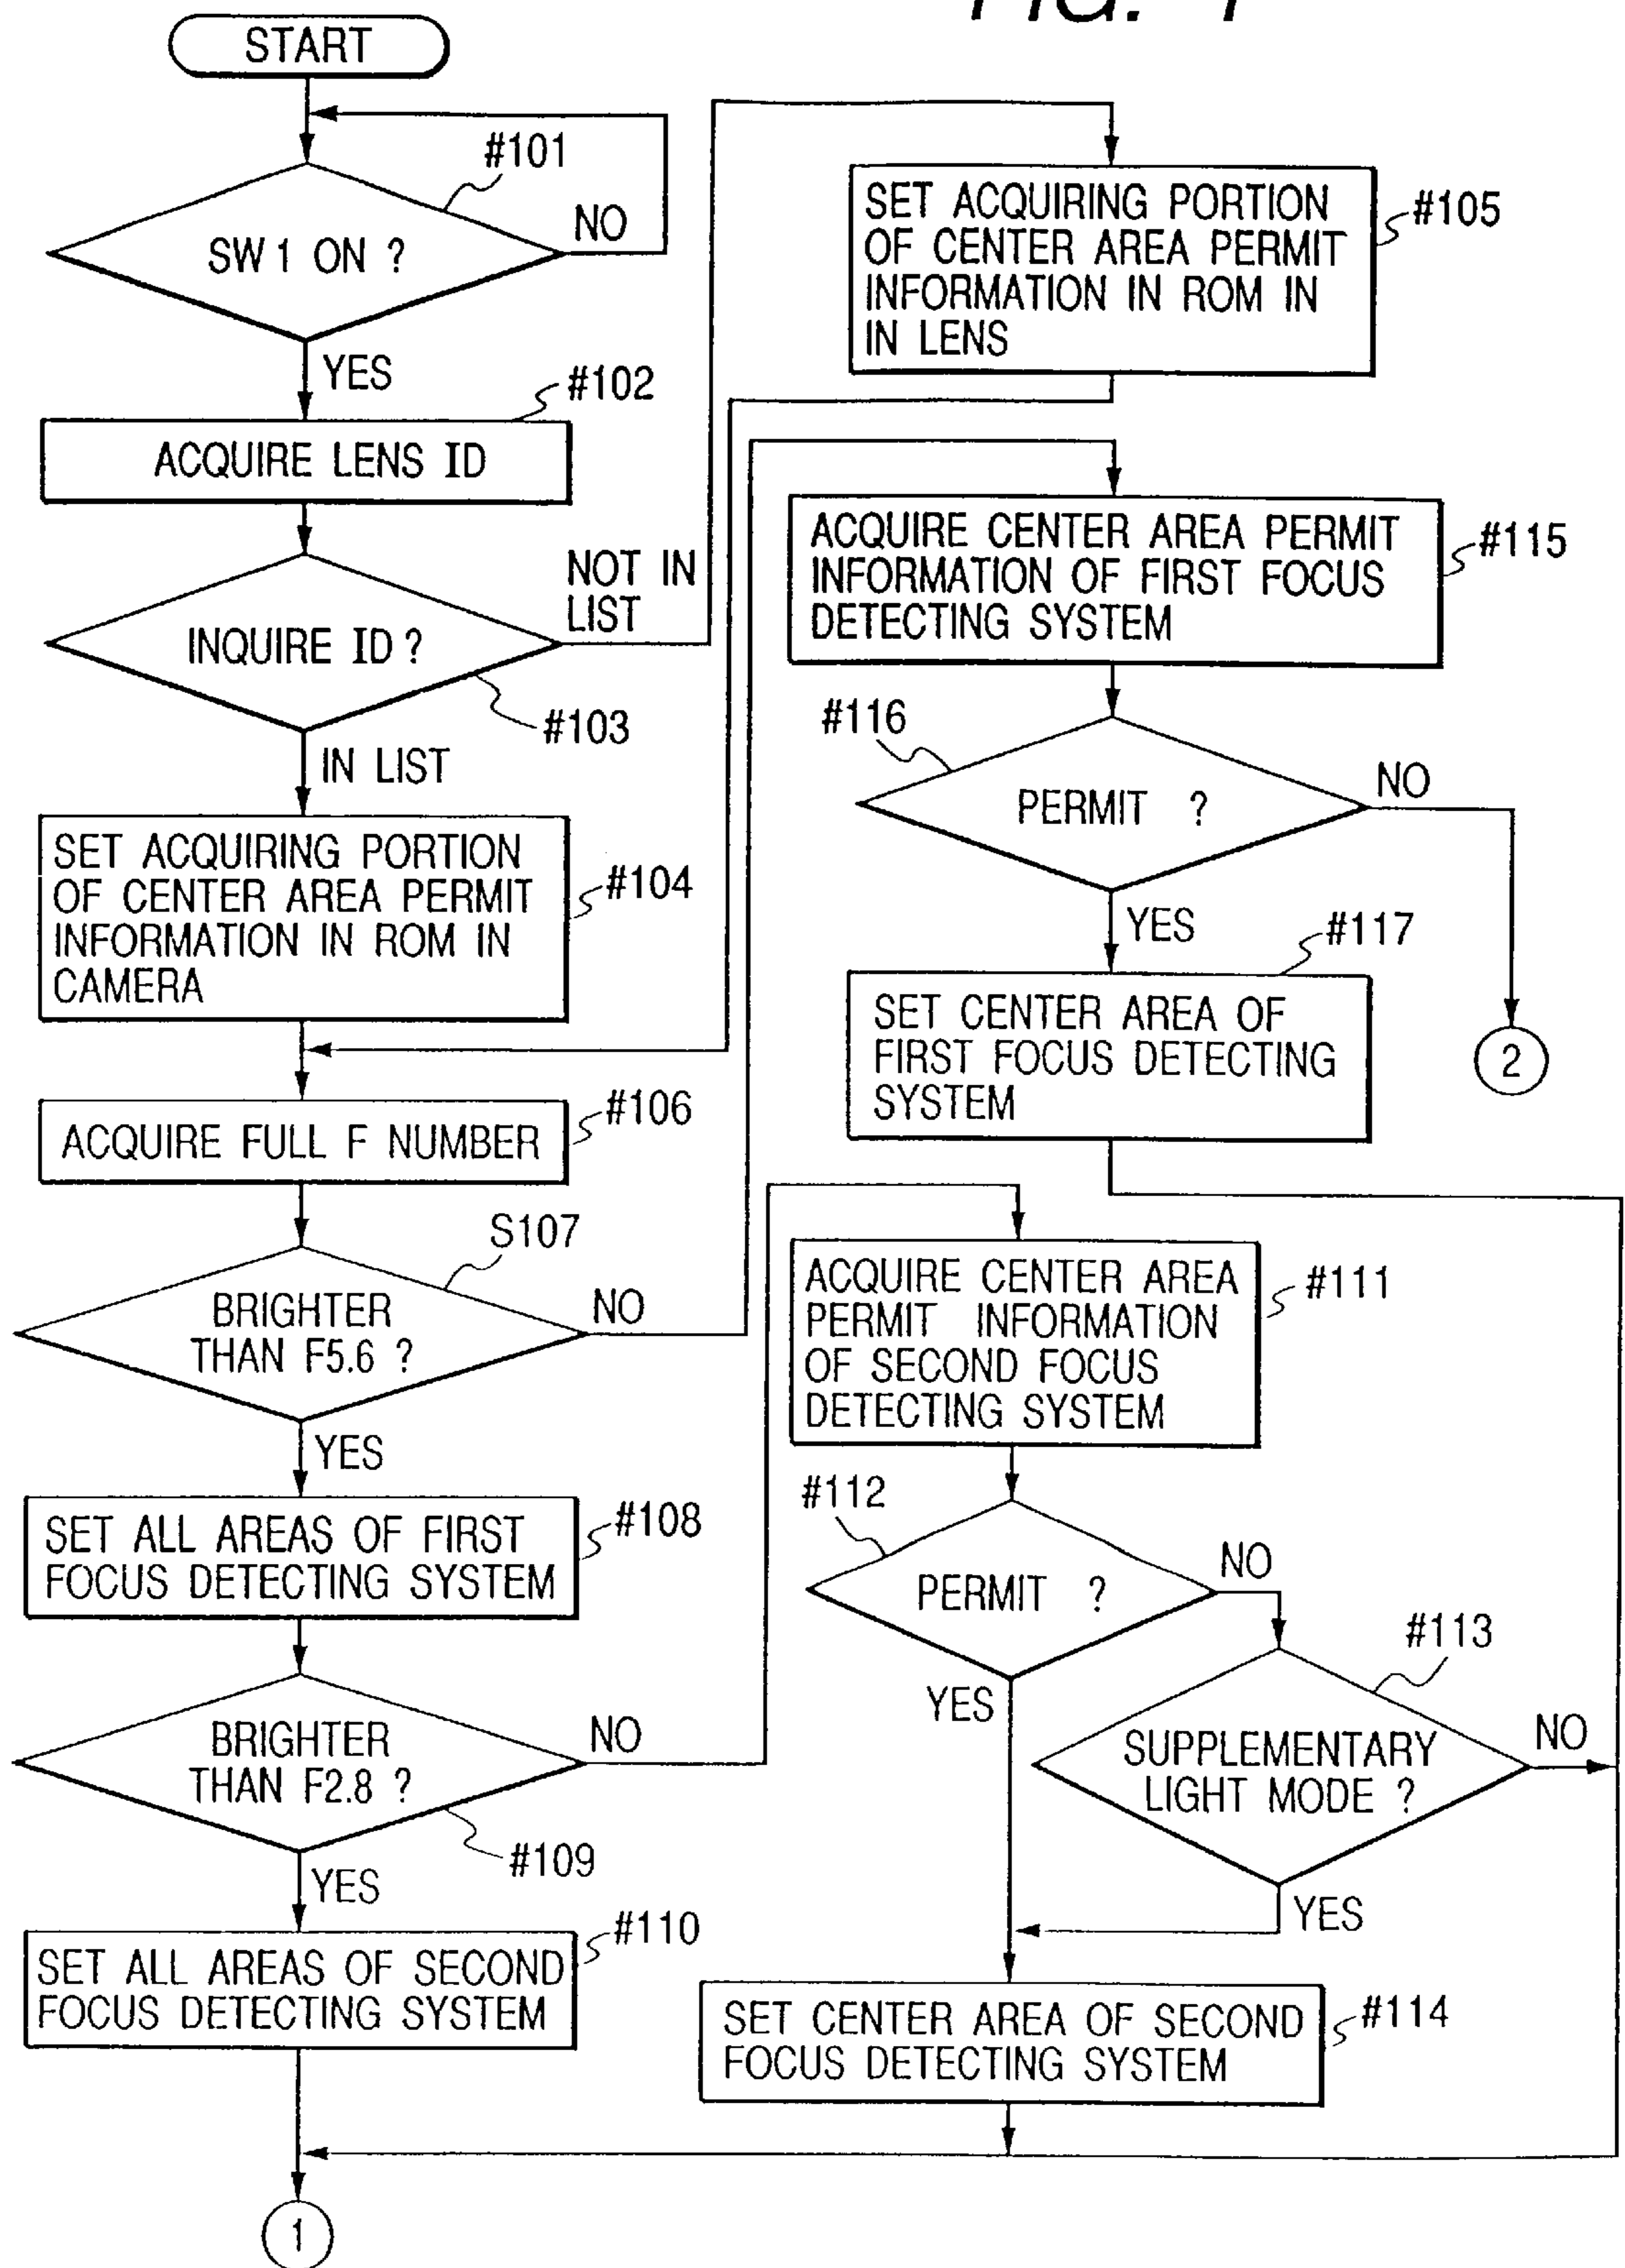 START
#101
SW 1 ON ?
NO
YES
#102
ACQUIRE LENS ID
NOT IN
LIST
INQUIRE ID ?
#103
IN LIST
SET ACQUIRING PORTION
OF CENTER AREA PERMIT
INFORMATION IN ROM IN
CAMERA
#104
#106
ACQUIRE FULL F NUMBER
S107
BRIGHTER
THAN F5.6 ?
NO
YES
SET ALL AREAS OF FIRST
FOCUS DETECTING SYSTEM
#108
BRIGHTER
THAN F2.8 ?
NO
#109
YES
SET ALL AREAS OF SECOND
FOCUS DETECTING SYSTEM
#110
1
SET ACQUIRING PORTION
OF CENTER AREA PERMIT
INFORMATION IN ROM IN
IN LENS
#105
ACQUIRE CENTER AREA PERMIT
INFORMATION OF FIRST FOCUS
DETECTING SYSTEM
#115
#116
PERMIT ?
NO
YES
#117
SET CENTER AREA OF
FIRST FOCUS DETECTING
SYSTEM
2
ACQUIRE CENTER AREA
PERMIT INFORMATION
OF SECOND FOCUS
DETECTING SYSTEM
#111
#112
PERMIT ?
NO
YES
#113
SUPPLEMENTARY
LIGHT MODE ?
NO
YES
SET CENTER AREA OF SECOND
FOCUS DETECTING SYSTEM
#114